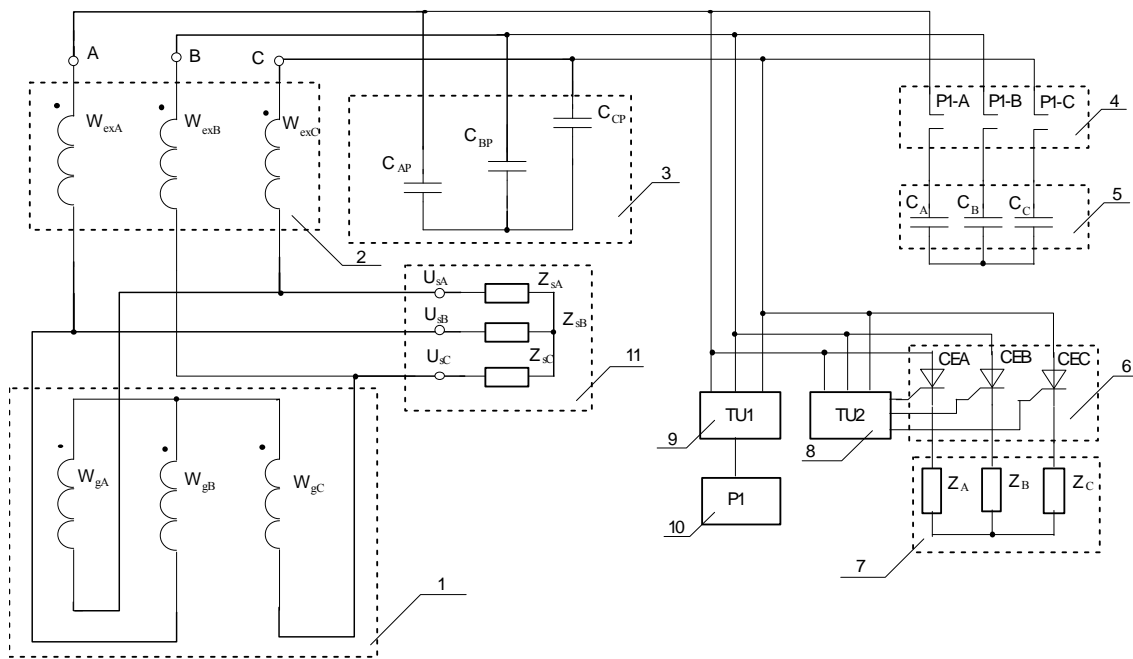 A
B
C
W_exA
W_exB
W_exC
C_AP
C_BP
C_CP
P1-A
P1-B
P1-C
4
C_A
C_B
C_C
5
3
2
U_sA
Z_sA
U_sB
Z_sB
U_sC
Z_sC
11
CEA
CEB
CEC
6
TU1
TU2
9
8
W_gA
W_gB
W_gC
P1
10
Z_A
Z_B
Z_C
7
1